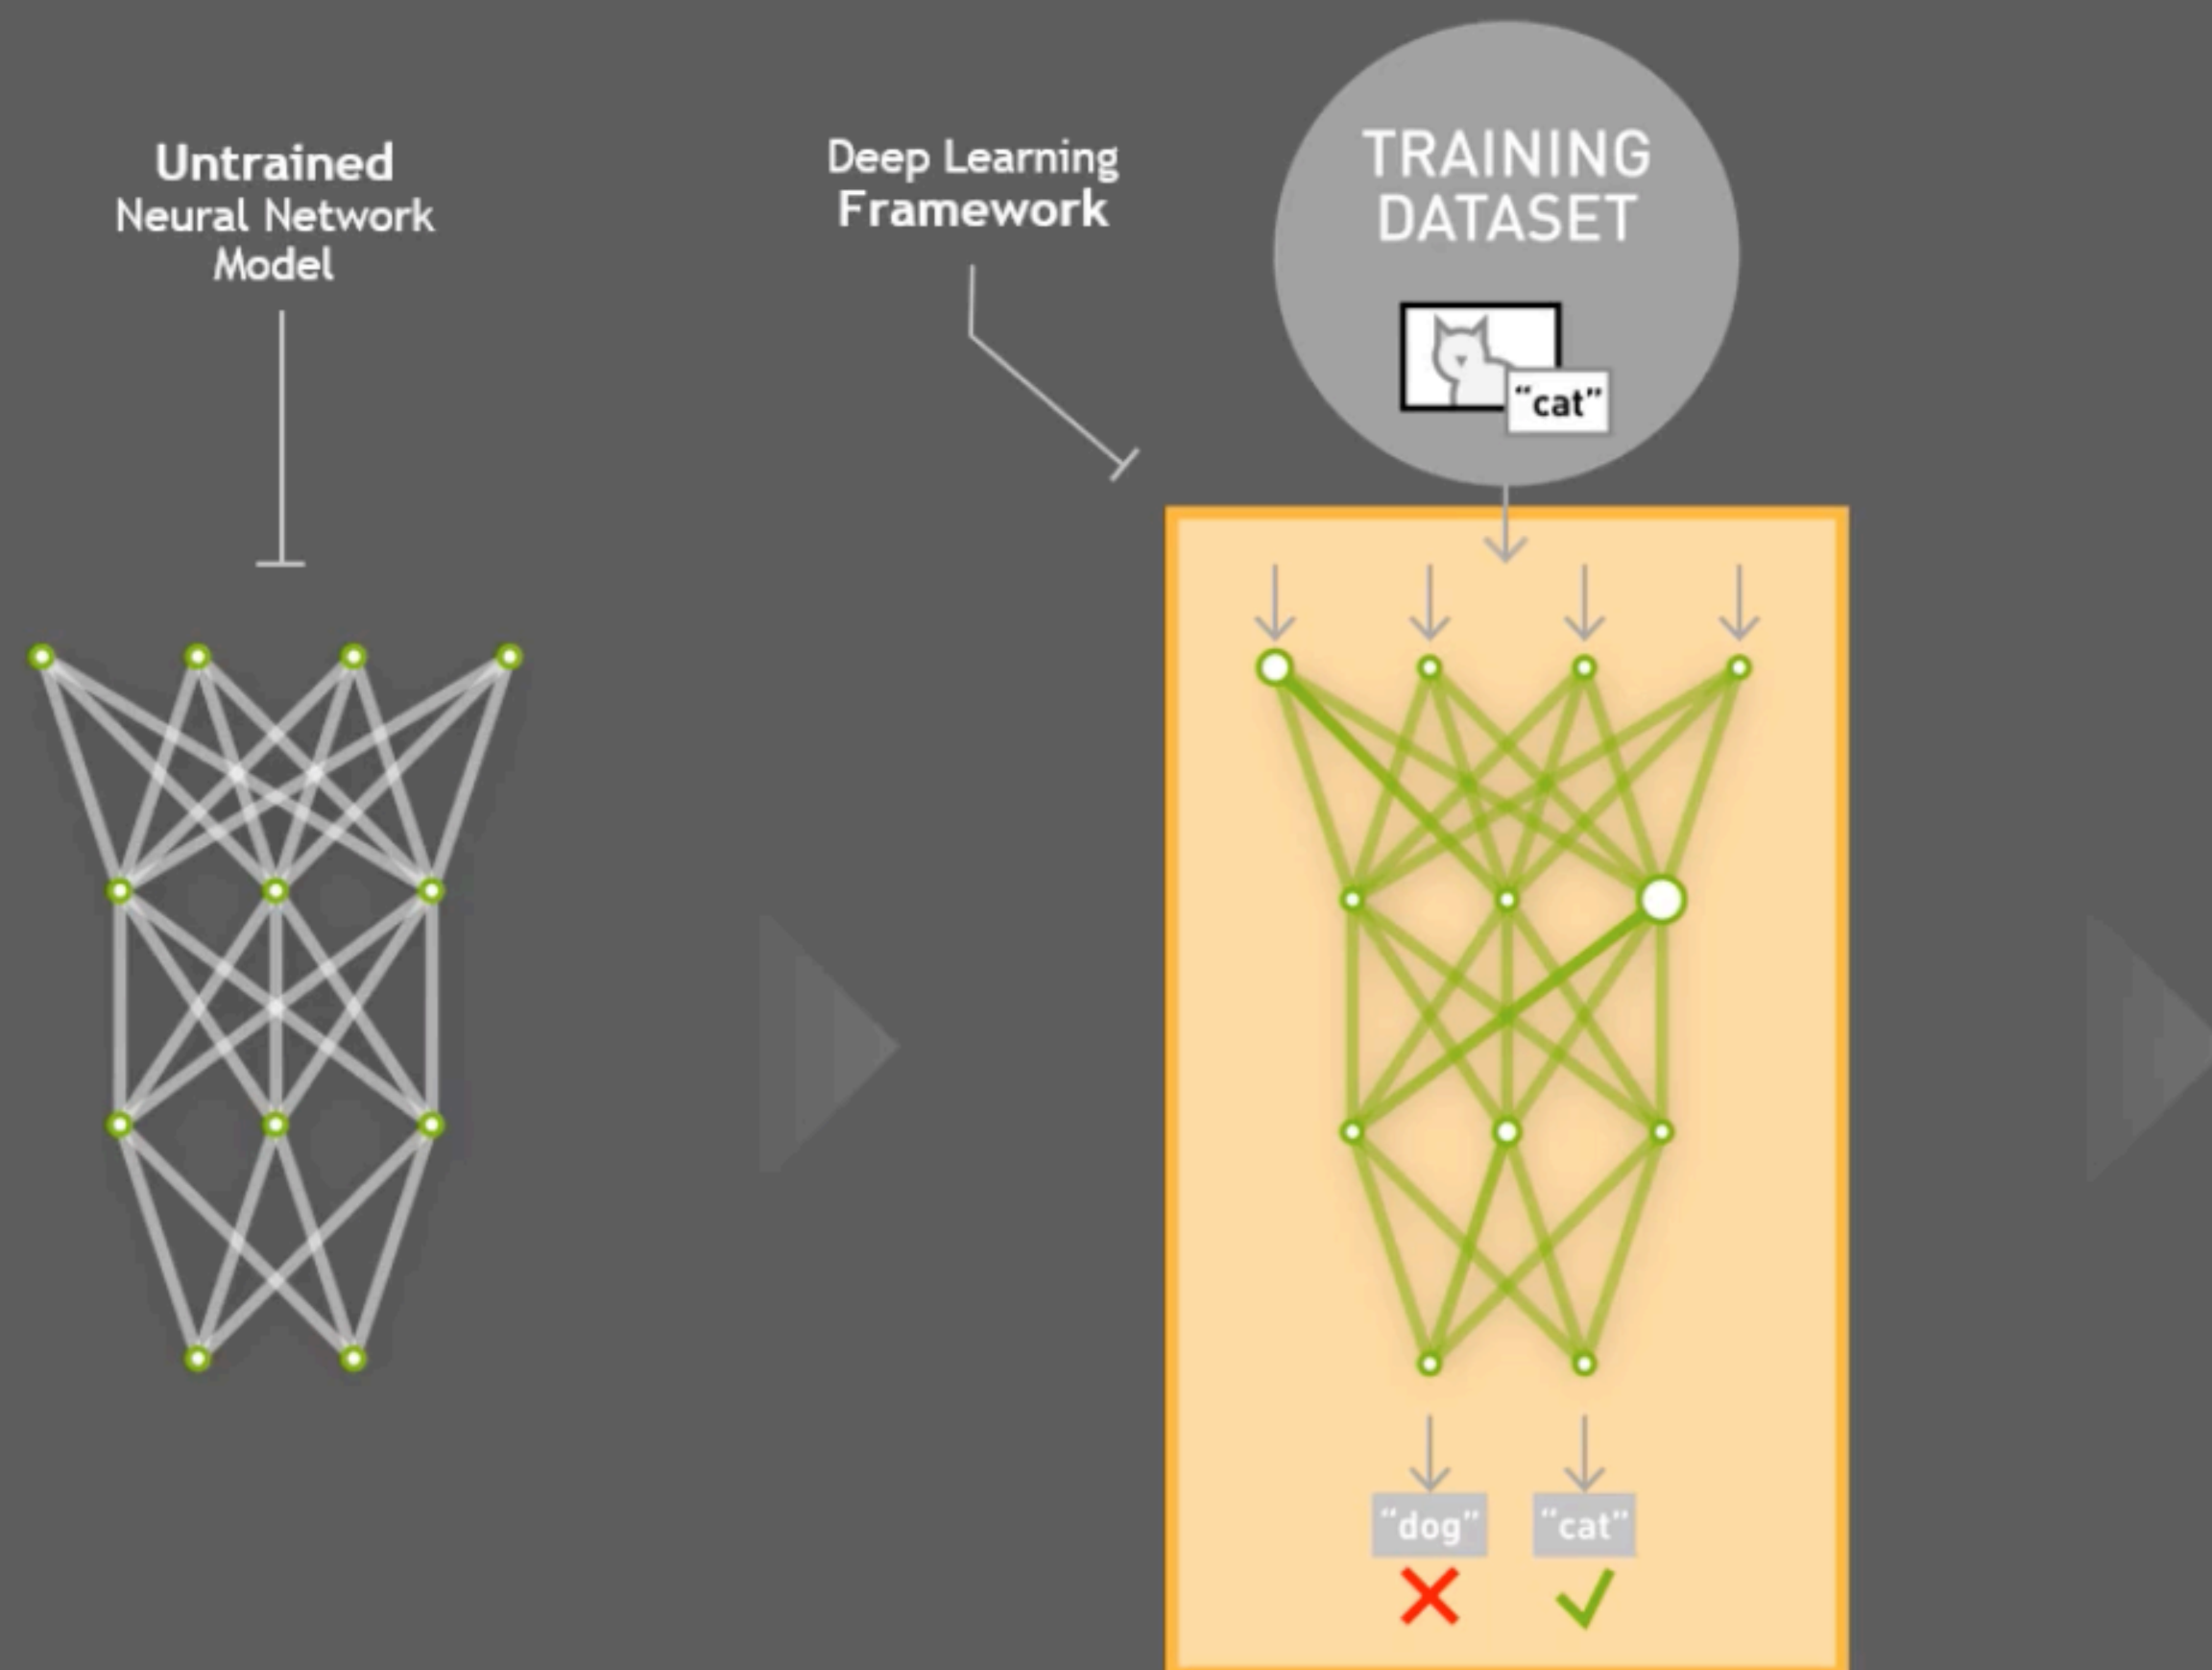 Untrained
Neural Network
Model
Deep Learning
Framework
TRAINING
DATASET
“cat”
“dog”
“cat”